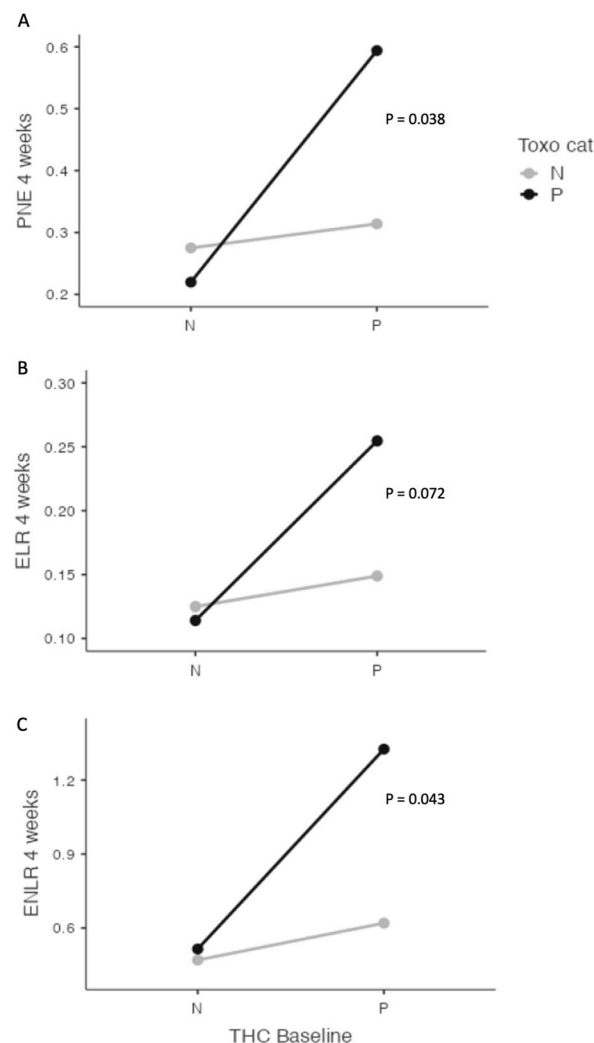 A
PNE 4 weeks
0.6
0.5
0.4
0.3
0.2
P = 0.038
N
P
Toxo cat
N
P
B
ELR 4 weeks
0.30
0.25
0.20
0.15
0.10
P = 0.072
N
P
C
ENLR 4 weeks
1.2
0.9
0.6
P = 0.043
N
P
THC Baseline